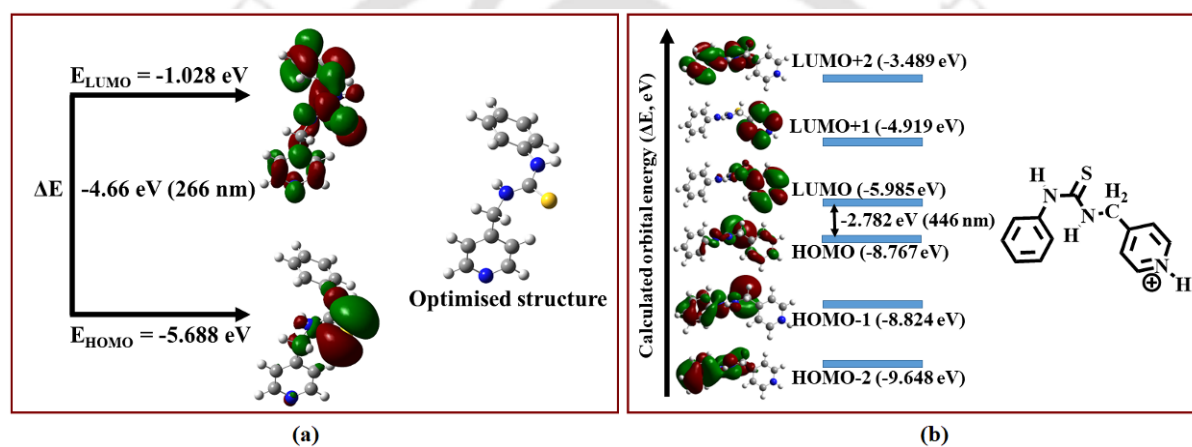 E_LUMO = -1.028 eV
ΔE
-4.66 eV (266 nm)
E_HOMO = -5.688 eV
Optimised structure
(a)
Calculated orbital energy (ΔE, eV)
LUMO+2 (-3.489 eV)
LUMO+1 (-4.919 eV)
LUMO (-5.985 eV)
-2.782 eV (446 nm)
HOMO (-8.767 eV)
HOMO-1 (-8.824 eV)
HOMO-2 (-9.648 eV)
H
S
H₂
N
N
C
H
N
⊕
H
(b)